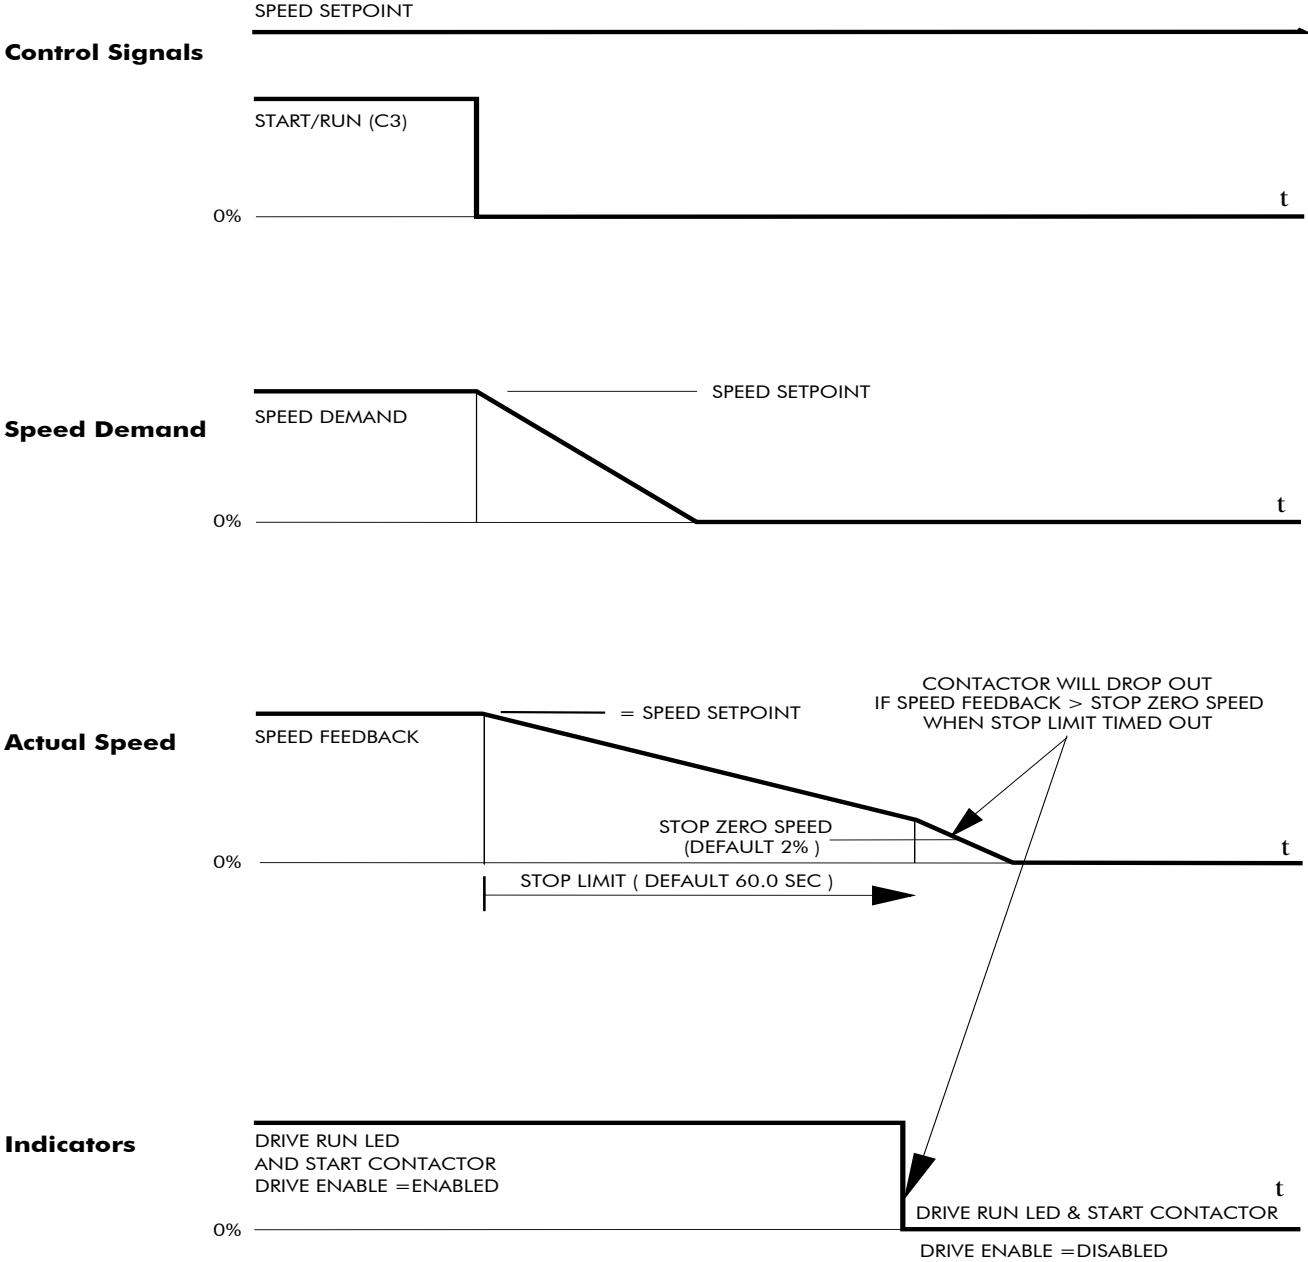 SPEED SETPOINT
Control Signals
START/RUN (C3)
t
0%
SPEED SETPOINT
Speed Demand
SPEED DEMAND
t
0%
CONTACTOR WILL DROP OUT
IF SPEED FEEDBACK > STOP ZERO SPEED
WHEN STOP LIMIT TIMED OUT
= SPEED SETPOINT
Actual Speed
SPEED FEEDBACK
STOP ZERO SPEED
(DEFAULT 2% )
t
0%
STOP LIMIT ( DEFAULT 60.0 SEC )
Indicators
DRIVE RUN LED
AND START CONTACTOR
DRIVE ENABLE =ENABLED
t
DRIVE RUN LED & START CONTACTOR
0%
DRIVE ENABLE =DISABLED